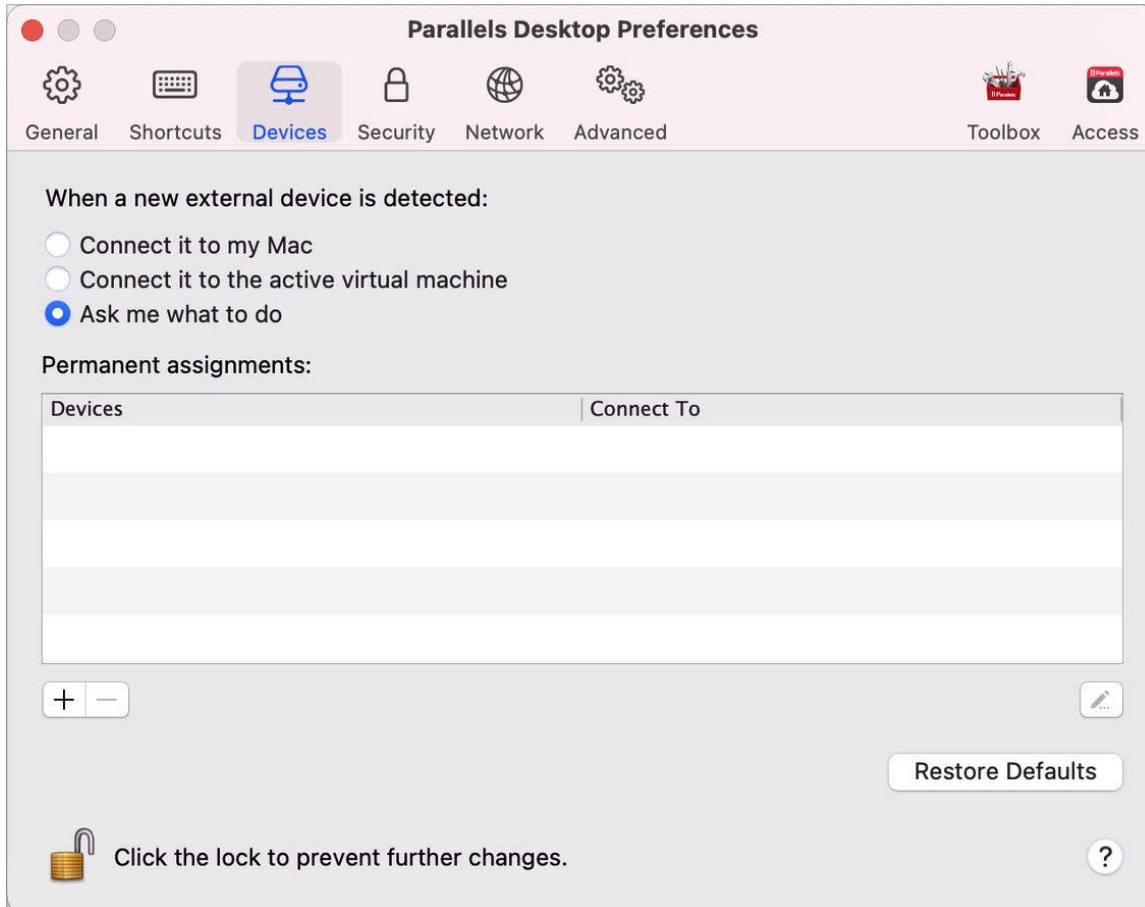 Parallels Desktop Preferences
General Shortcuts Devices Security Network Advanced Toolbox Access
When a new external device is detected:
Connect it to my Mac
Connect it to the active virtual machine
Ask me what to do
Permanent assignments:
Devices Connect To
Restore Defaults
Click the lock to prevent further changes.
?